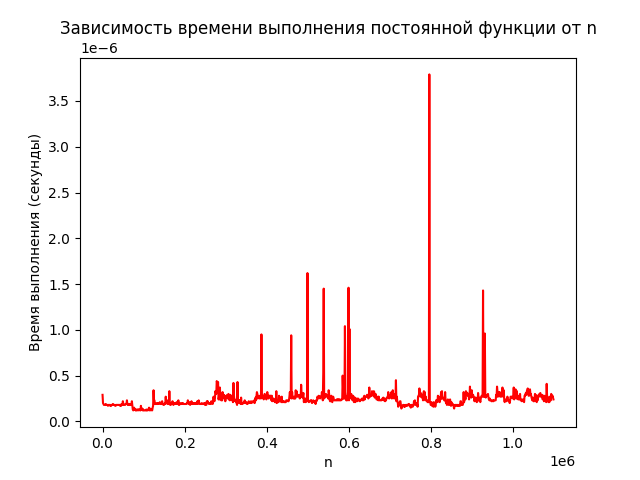 Зависимость времени выполнения постоянной функции от n
1e−6
3.5
3.0
2.5
2.0
1.5
1.0
0.5
0.0
Время выполнения (секунды)
0.0 0.2 0.4 0.6 0.8 1.0
1e6
n